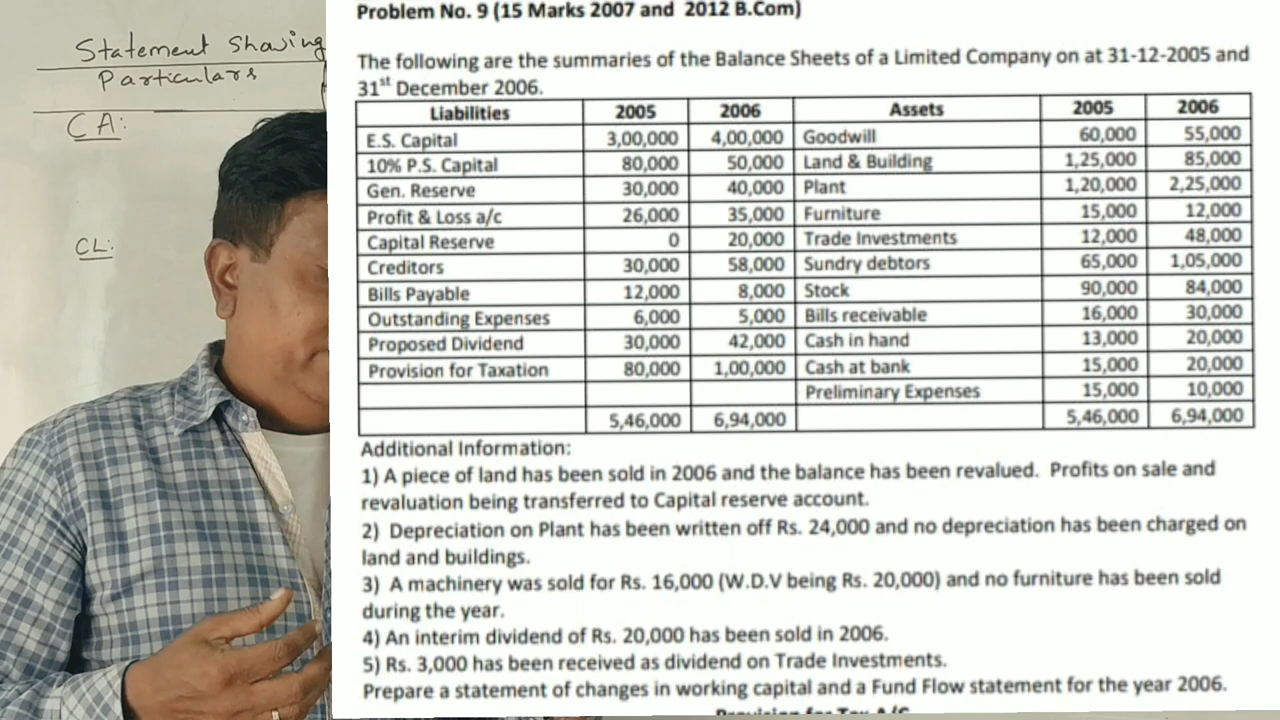 Statement Showing
Particulars
CA:
CL:
Problem No. 9 (15 Marks 2007 and 2012 B.Com)
The following are the summaries of the Balance Sheets of a Limited Company on at 31-12-2005 and
31st December 2006.
Liabilities 2005 2006 Assets 2005 2006
E.S. Capital 3,00,000 4,00,000 Goodwill 60,000 55,000
10% P.S. Capital 80,000 50,000 Land & Building 1,25,000 85,000
Gen. Reserve 30,000 40,000 Plant 1,20,000 2,25,000
Profit & Loss a/c 26,000 35,000 Furniture 15,000 12,000
Capital Reserve 0 20,000 Trade Investments 12,000 48,000
Creditors 30,000 58,000 Sundry debtors 65,000 1,05,000
Bills Payable 12,000 8,000 Stock 90,000 84,000
Outstanding Expenses 6,000 5,000 Bills receivable 16,000 30,000
Proposed Dividend 30,000 42,000 Cash in hand 13,000 20,000
Provision for Taxation 80,000 1,00,000 Cash at bank 15,000 20,000
Preliminary Expenses 15,000 10,000
5,46,000 6,94,000 5,46,000 6,94,000
Additional Information:
1) A piece of land has been sold in 2006 and the balance has been revalued. Profits on sale and
revaluation being transferred to Capital reserve account.
2) Depreciation on Plant has been written off Rs. 24,000 and no depreciation has been charged on
land and buildings.
3) A machinery was sold for Rs. 16,000 (W.D.V being Rs. 20,000) and no furniture has been sold
during the year.
4) An interim dividend of Rs. 20,000 has been sold in 2006.
5) Rs. 3,000 has been received as dividend on Trade Investments.
Prepare a statement of changes in working capital and a Fund Flow statement for the year 2006.
Provision for Tax A/C